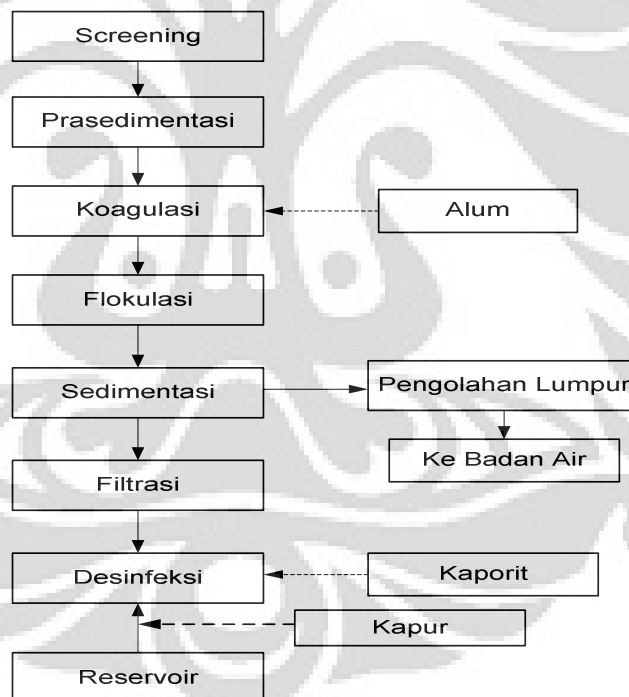 Screening
Prasedimentasi
Koagulasi
Alum
Flokulasi
Sedimentasi
Pengolahan Lumpur
Ke Badan Air
Filtrasi
Desinfeksi
Kaporit
Kapur
Reservoir